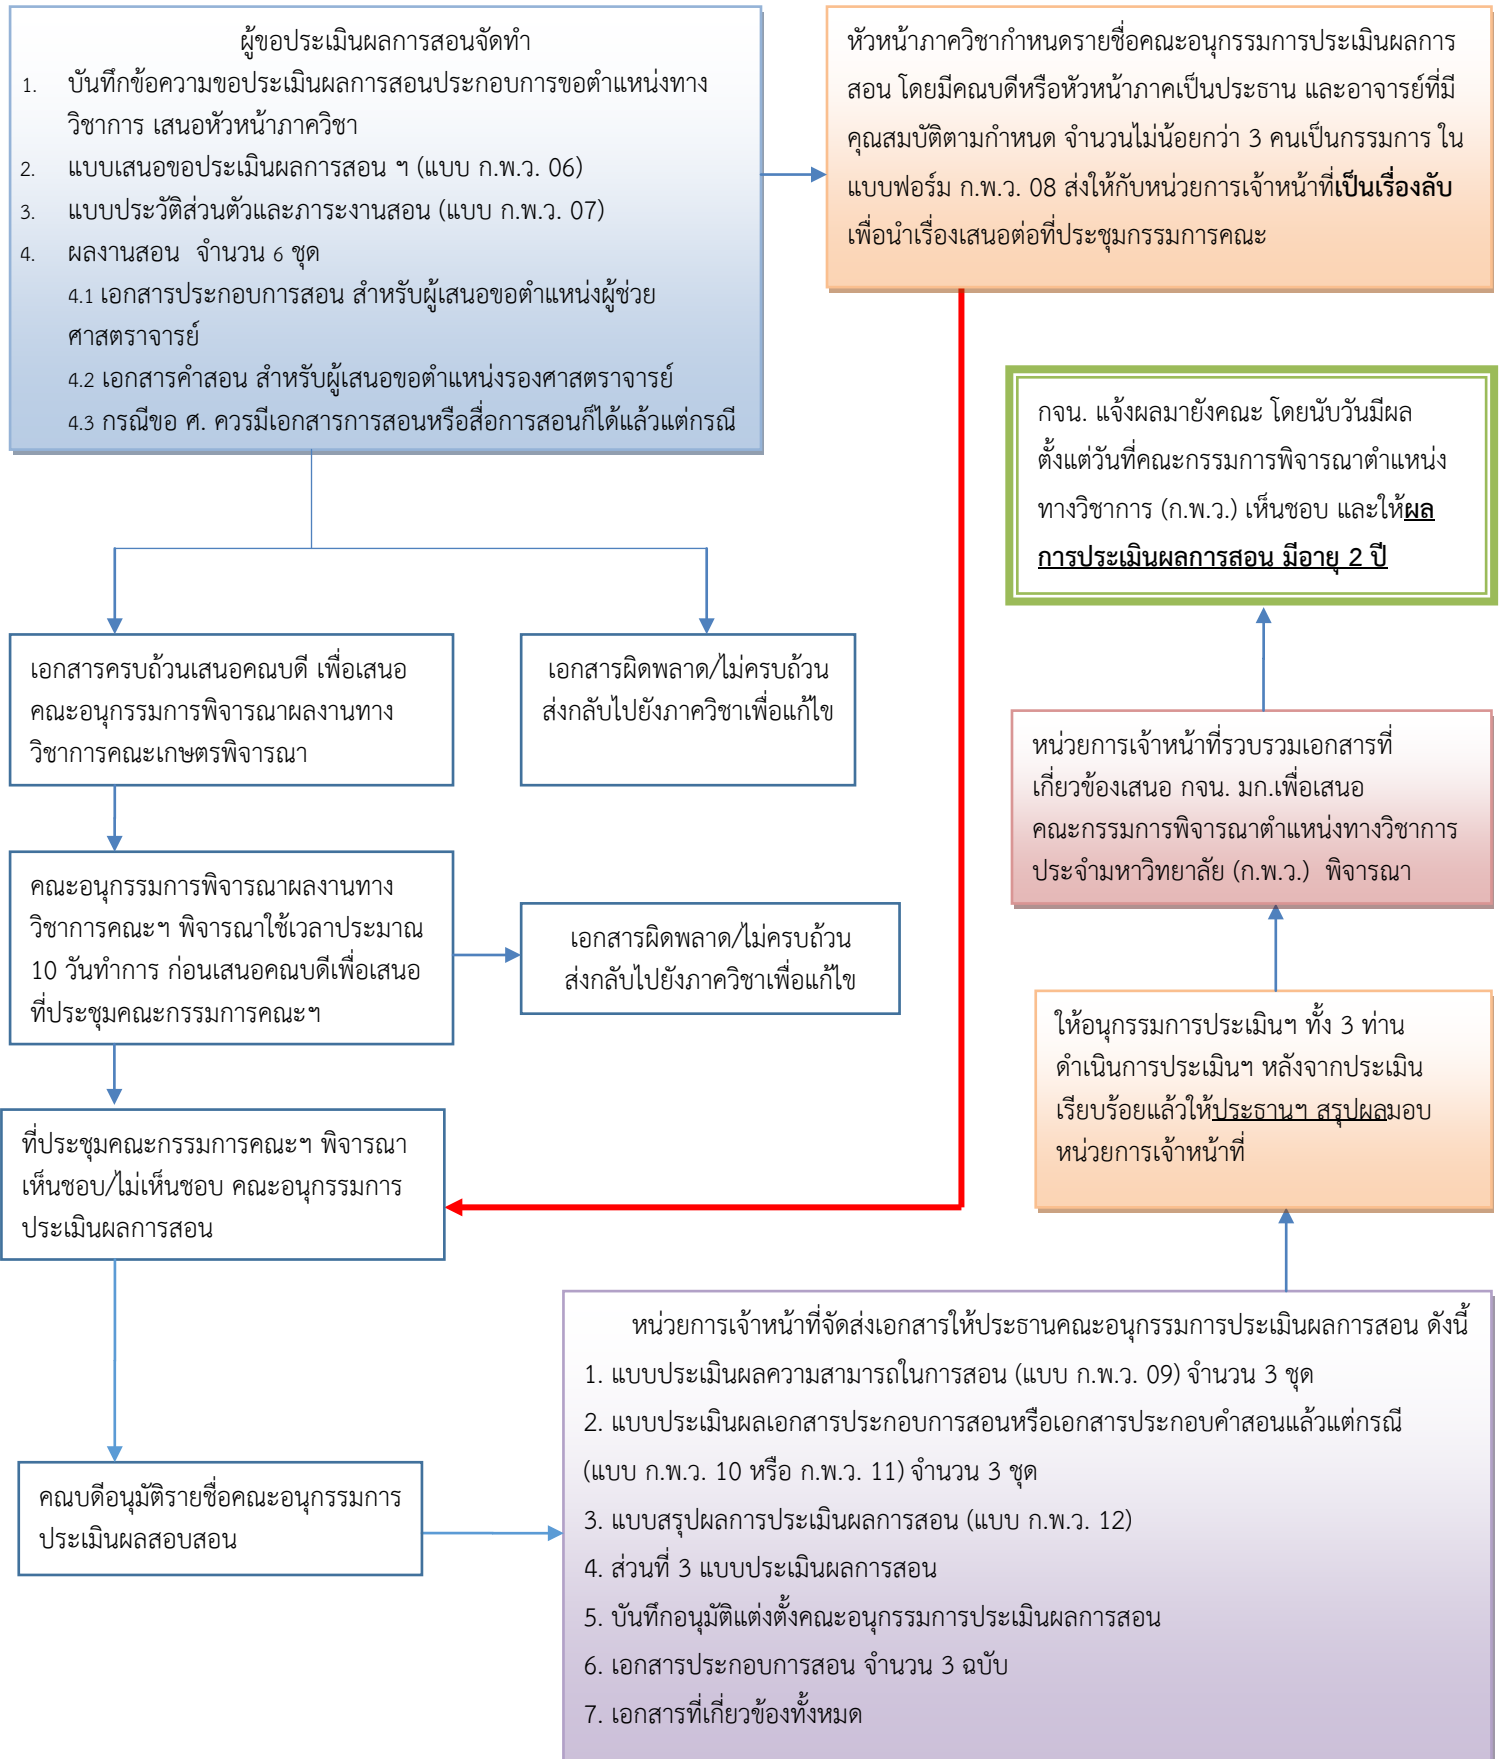 ผู้ขอประเมินผลการสอนจัดทำ
1. บันทึกข้อความขอประเมินผลการสอนประกอบการขอตำแหน่งทาง
วิชาการ เสนอหัวหน้าภาควิชา
2. แบบเสนอขอประเมินผลการสอน ฯ (แบบ ก.พ.ว. 06)
3. แบบประวัติส่วนตัวและภาระงานสอน (แบบ ก.พ.ว. 07)
4. ผลงานสอน จำนวน 6 ชุด
4.1 เอกสารประกอบการสอน สำหรับผู้เสนอขอตำแหน่งผู้ช่วย
ศาสตราจารย์
4.2 เอกสารคำสอน สำหรับผู้เสนอขอตำแหน่งรองศาสตราจารย์
4.3 กรณีขอ ศ. ควรมีเอกสารการสอนหรือสื่อการสอนก็ได้แล้วแต่กรณี
หัวหน้าภาควิชากำหนดรายชื่อคณะอนุกรรมการประเมินผลการ
สอน โดยมีคณบดีหรือหัวหน้าภาคเป็นประธาน และอาจารย์ที่มี
คุณสมบัติตามกำหนด จำนวนไม่น้อยกว่า 3 คนเป็นกรรมการ ใน
แบบฟอร์ม ก.พ.ว. 08 ส่งให้กับหน่วยการเจ้าหน้าที่เป็นเรื่องลับ
เพื่อนำเรื่องเสนอต่อที่ประชุมกรรมการคณะ
เอกสารครบถ้วนเสนอคณบดี เพื่อเสนอ
คณะอนุกรรมการพิจารณาผลงานทาง
วิชาการคณะเกษตรพิจารณา
เอกสารผิดพลาด/ไม่ครบถ้วน
ส่งกลับไปยังภาควิชาเพื่อแก้ไข
คณะอนุกรรมการพิจารณาผลงานทาง
วิชาการคณะฯ พิจารณาใช้เวลาประมาณ
10 วันทำการ ก่อนเสนอคณบดีเพื่อเสนอ
ที่ประชุมคณะกรรมการคณะฯ
เอกสารผิดพลาด/ไม่ครบถ้วน
ส่งกลับไปยังภาควิชาเพื่อแก้ไข
ที่ประชุมคณะกรรมการคณะฯ พิจารณา
เห็นชอบ/ไม่เห็นชอบ คณะอนุกรรมการ
ประเมินผลการสอน
คณบดีอนุมัติรายชื่อคณะอนุกรรมการ
ประเมินผลสอบสอน
หน่วยการเจ้าหน้าที่จัดส่งเอกสารให้ประธานคณะอนุกรรมการประเมินผลการสอน ดังนี้
1. แบบประเมินผลความสามารถในการสอน (แบบ ก.พ.ว. 09) จำนวน 3 ชุด
2. แบบประเมินผลเอกสารประกอบการสอนหรือเอกสารประกอบคำสอนแล้วแต่กรณี
(แบบ ก.พ.ว. 10 หรือ ก.พ.ว. 11) จำนวน 3 ชุด
3. แบบสรุปผลการประเมินผลการสอน (แบบ ก.พ.ว. 12)
4. ส่วนที่ 3 แบบประเมินผลการสอน
5. บันทึกอนุมัติแต่งตั้งคณะอนุกรรมการประเมินผลการสอน
6. เอกสารประกอบการสอน จำนวน 3 ฉบับ
7. เอกสารที่เกี่ยวข้องทั้งหมด
ให้อนุกรรมการประเมินฯ ทั้ง 3 ท่าน
ดำเนินการประเมินฯ หลังจากประเมิน
เรียบร้อยแล้วให้ประธานฯ สรุปผลมอบ
หน่วยการเจ้าหน้าที่
หน่วยการเจ้าหน้าที่รวบรวมเอกสารที่
เกี่ยวข้องเสนอ กจน. มก.เพื่อเสนอ
คณะกรรมการพิจารณาตำแหน่งทางวิชาการ
ประจำมหาวิทยาลัย (ก.พ.ว.) พิจารณา
กจน. แจ้งผลมายังคณะ โดยนับวันมีผล
ตั้งแต่วันที่คณะกรรมการพิจารณาตำแหน่ง
ทางวิชาการ (ก.พ.ว.) เห็นชอบ และให้ผล
การประเมินผลการสอน มีอายุ 2 ปี